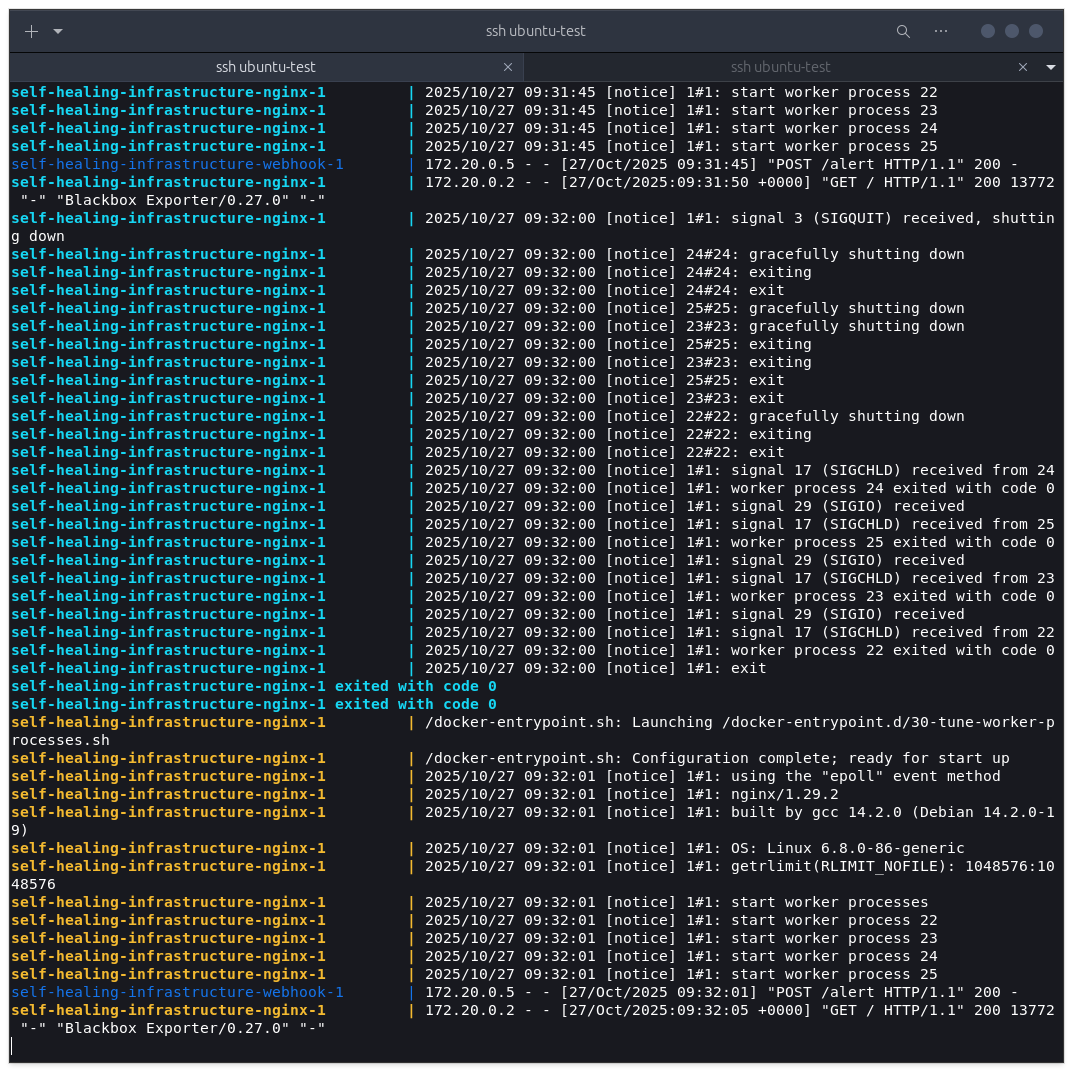 ssh ubuntu-test
ssh ubuntu-test
ssh ubuntu-test
self-healing-infrastructure-nginx-1 | 2025/10/27 09:31:45 [notice] 1#1: start worker process 22
self-healing-infrastructure-nginx-1 | 2025/10/27 09:31:45 [notice] 1#1: start worker process 23
self-healing-infrastructure-nginx-1 | 2025/10/27 09:31:45 [notice] 1#1: start worker process 24
self-healing-infrastructure-nginx-1 | 2025/10/27 09:31:45 [notice] 1#1: start worker process 25
self-healing-infrastructure-webhook-1 | 172.20.0.5 - - [27/Oct/2025 09:31:45] "POST /alert HTTP/1.1" 200 -
self-healing-infrastructure-nginx-1 | 172.20.0.2 - - [27/Oct/2025:09:31:50 +0000] "GET / HTTP/1.1" 200 13772
"-" "Blackbox Exporter/0.27.0" "-"
self-healing-infrastructure-nginx-1 | 2025/10/27 09:32:00 [notice] 1#1: signal 3 (SIGQUIT) received, shuttin
g down
self-healing-infrastructure-nginx-1 | 2025/10/27 09:32:00 [notice] 24#24: gracefully shutting down
self-healing-infrastructure-nginx-1 | 2025/10/27 09:32:00 [notice] 24#24: exiting
self-healing-infrastructure-nginx-1 | 2025/10/27 09:32:00 [notice] 24#24: exit
self-healing-infrastructure-nginx-1 | 2025/10/27 09:32:00 [notice] 25#25: gracefully shutting down
self-healing-infrastructure-nginx-1 | 2025/10/27 09:32:00 [notice] 23#23: gracefully shutting down
self-healing-infrastructure-nginx-1 | 2025/10/27 09:32:00 [notice] 25#25: exiting
self-healing-infrastructure-nginx-1 | 2025/10/27 09:32:00 [notice] 23#23: exiting
self-healing-infrastructure-nginx-1 | 2025/10/27 09:32:00 [notice] 25#25: exit
self-healing-infrastructure-nginx-1 | 2025/10/27 09:32:00 [notice] 23#23: exit
self-healing-infrastructure-nginx-1 | 2025/10/27 09:32:00 [notice] 22#22: gracefully shutting down
self-healing-infrastructure-nginx-1 | 2025/10/27 09:32:00 [notice] 22#22: exiting
self-healing-infrastructure-nginx-1 | 2025/10/27 09:32:00 [notice] 22#22: exit
self-healing-infrastructure-nginx-1 | 2025/10/27 09:32:00 [notice] 1#1: signal 17 (SIGCHLD) received from 24
self-healing-infrastructure-nginx-1 | 2025/10/27 09:32:00 [notice] 1#1: worker process 24 exited with code 0
self-healing-infrastructure-nginx-1 | 2025/10/27 09:32:00 [notice] 1#1: signal 29 (SIGIO) received
self-healing-infrastructure-nginx-1 | 2025/10/27 09:32:00 [notice] 1#1: signal 17 (SIGCHLD) received from 25
self-healing-infrastructure-nginx-1 | 2025/10/27 09:32:00 [notice] 1#1: worker process 25 exited with code 0
self-healing-infrastructure-nginx-1 | 2025/10/27 09:32:00 [notice] 1#1: signal 29 (SIGIO) received
self-healing-infrastructure-nginx-1 | 2025/10/27 09:32:00 [notice] 1#1: signal 17 (SIGCHLD) received from 23
self-healing-infrastructure-nginx-1 | 2025/10/27 09:32:00 [notice] 1#1: worker process 23 exited with code 0
self-healing-infrastructure-nginx-1 | 2025/10/27 09:32:00 [notice] 1#1: signal 29 (SIGIO) received
self-healing-infrastructure-nginx-1 | 2025/10/27 09:32:00 [notice] 1#1: signal 17 (SIGCHLD) received from 22
self-healing-infrastructure-nginx-1 | 2025/10/27 09:32:00 [notice] 1#1: worker process 22 exited with code 0
self-healing-infrastructure-nginx-1 | 2025/10/27 09:32:00 [notice] 1#1: exit
self-healing-infrastructure-nginx-1 exited with code 0
self-healing-infrastructure-nginx-1 exited with code 0
self-healing-infrastructure-nginx-1 | /docker-entrypoint.sh: Launching /docker-entrypoint.d/30-tune-worker-p
rocesses.sh
self-healing-infrastructure-nginx-1 | /docker-entrypoint.sh: Configuration complete; ready for start up
self-healing-infrastructure-nginx-1 | 2025/10/27 09:32:01 [notice] 1#1: using the "epoll" event method
self-healing-infrastructure-nginx-1 | 2025/10/27 09:32:01 [notice] 1#1: nginx/1.29.2
self-healing-infrastructure-nginx-1 | 2025/10/27 09:32:01 [notice] 1#1: built by gcc 14.2.0 (Debian 14.2.0-1
9)
self-healing-infrastructure-nginx-1 | 2025/10/27 09:32:01 [notice] 1#1: OS: Linux 6.8.0-86-generic
self-healing-infrastructure-nginx-1 | 2025/10/27 09:32:01 [notice] 1#1: getrlimit(RLIMIT_NOFILE): 1048576:10
48576
self-healing-infrastructure-nginx-1 | 2025/10/27 09:32:01 [notice] 1#1: start worker processes
self-healing-infrastructure-nginx-1 | 2025/10/27 09:32:01 [notice] 1#1: start worker process 22
self-healing-infrastructure-nginx-1 | 2025/10/27 09:32:01 [notice] 1#1: start worker process 23
self-healing-infrastructure-nginx-1 | 2025/10/27 09:32:01 [notice] 1#1: start worker process 24
self-healing-infrastructure-nginx-1 | 2025/10/27 09:32:01 [notice] 1#1: start worker process 25
self-healing-infrastructure-webhook-1 | 172.20.0.5 - - [27/Oct/2025 09:32:01] "POST /alert HTTP/1.1" 200 -
self-healing-infrastructure-nginx-1 | 172.20.0.2 - - [27/Oct/2025:09:32:05 +0000] "GET / HTTP/1.1" 200 13772
"-" "Blackbox Exporter/0.27.0" "-"